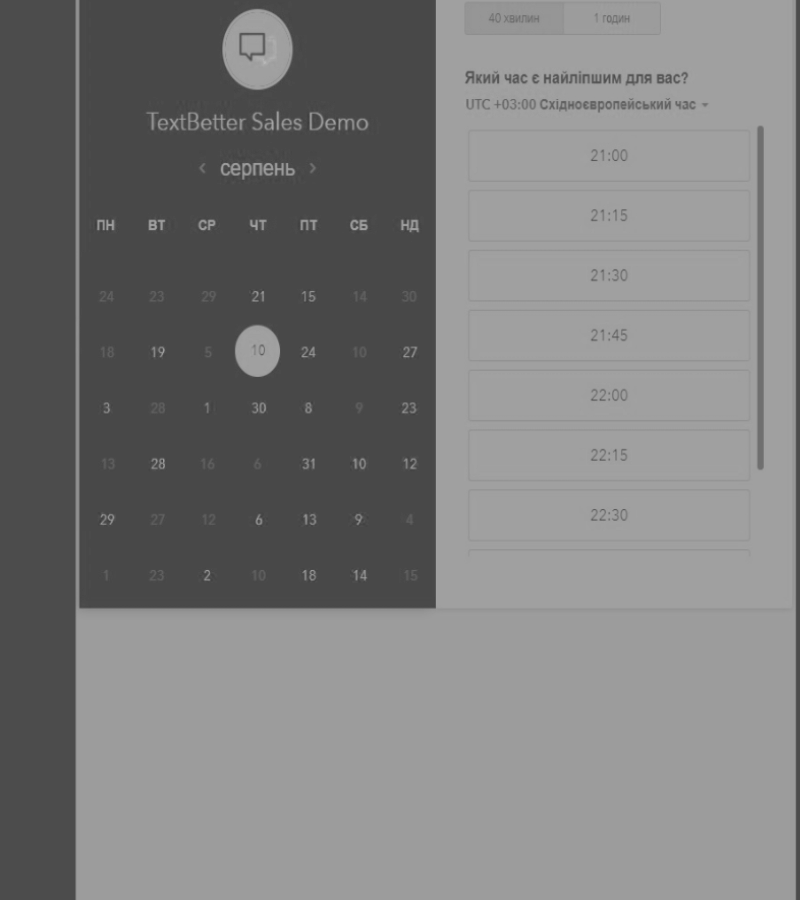 TextBetter Sales Demo
‹ серпень ›
ПН ВТ СР ЧТ ПТ СБ НД
24 23 29 21 15 14 30
18 19 5 10 24 10 27
3 28 1 30 8 9 23
13 28 16 6 31 10 12
29 27 12 6 13 9 4
1 23 2 10 18 14 15
40 хвилин 1 годин
Який час є найліпшим для вас?
UTC +03:00 Східноєвропейський час
21:00
21:15
21:30
21:45
22:00
22:15
22:30